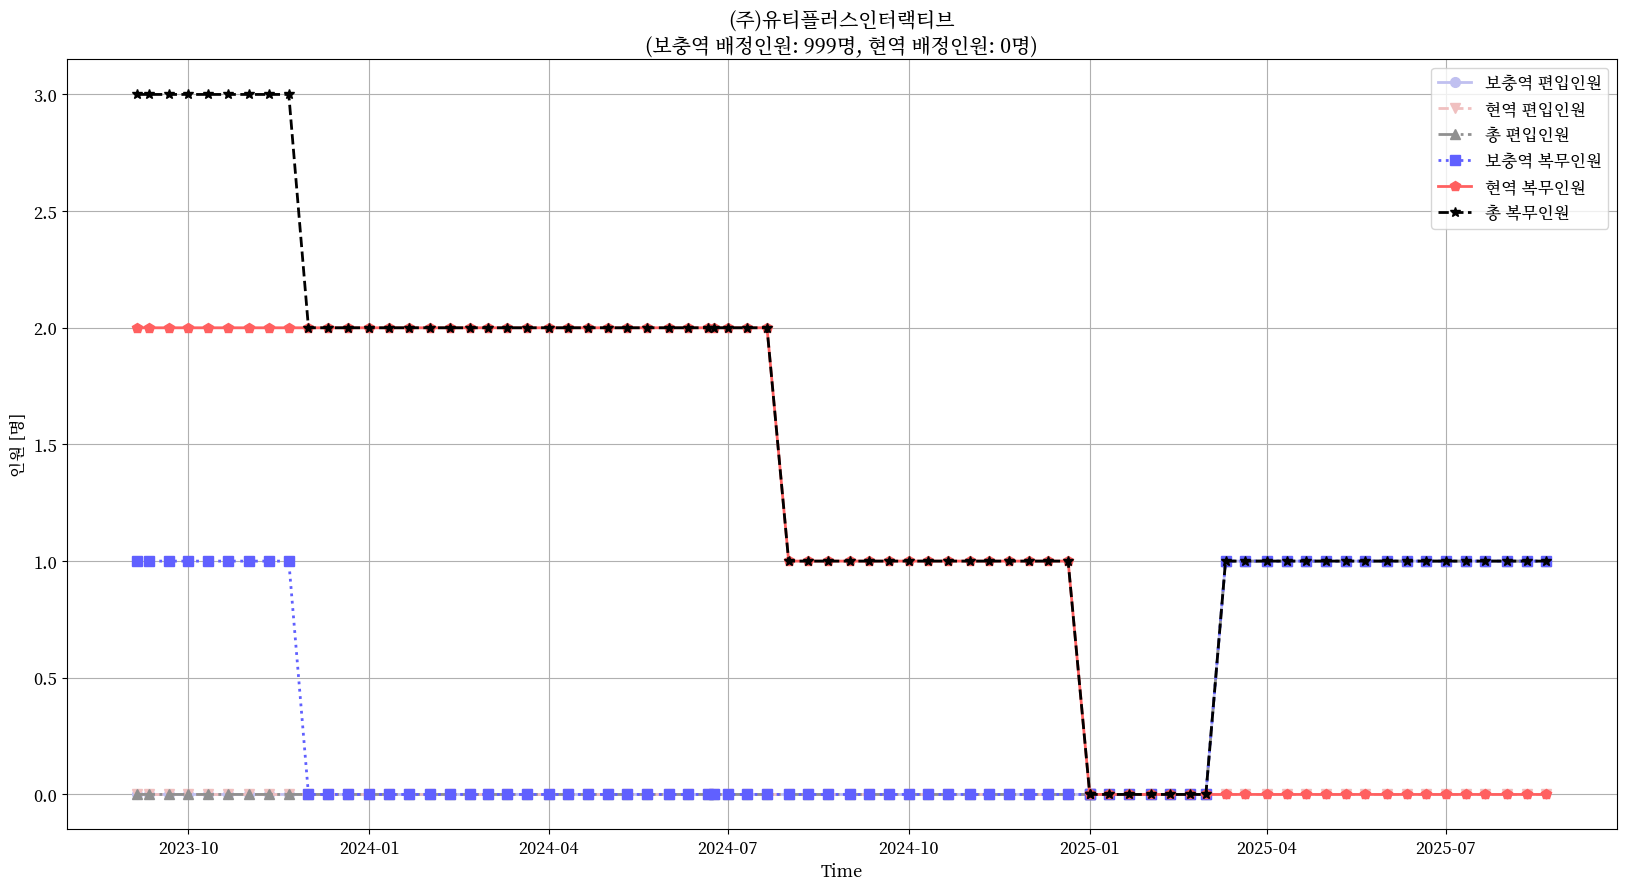 (주)유티플러스인터랙티브
(보충역 배정인원: 999명, 현역 배정인원: 0명)
보충역 편입인원
현역 편입인원
총 편입인원
보충역 복무인원
현역 복무인원
총 복무인원
인원 [명]
3.0
2.5
2.0
1.5
1.0
0.5
0.0
2023-10
2024-01
2024-04
2024-07
2024-10
2025-01
2025-04
2025-07
Time